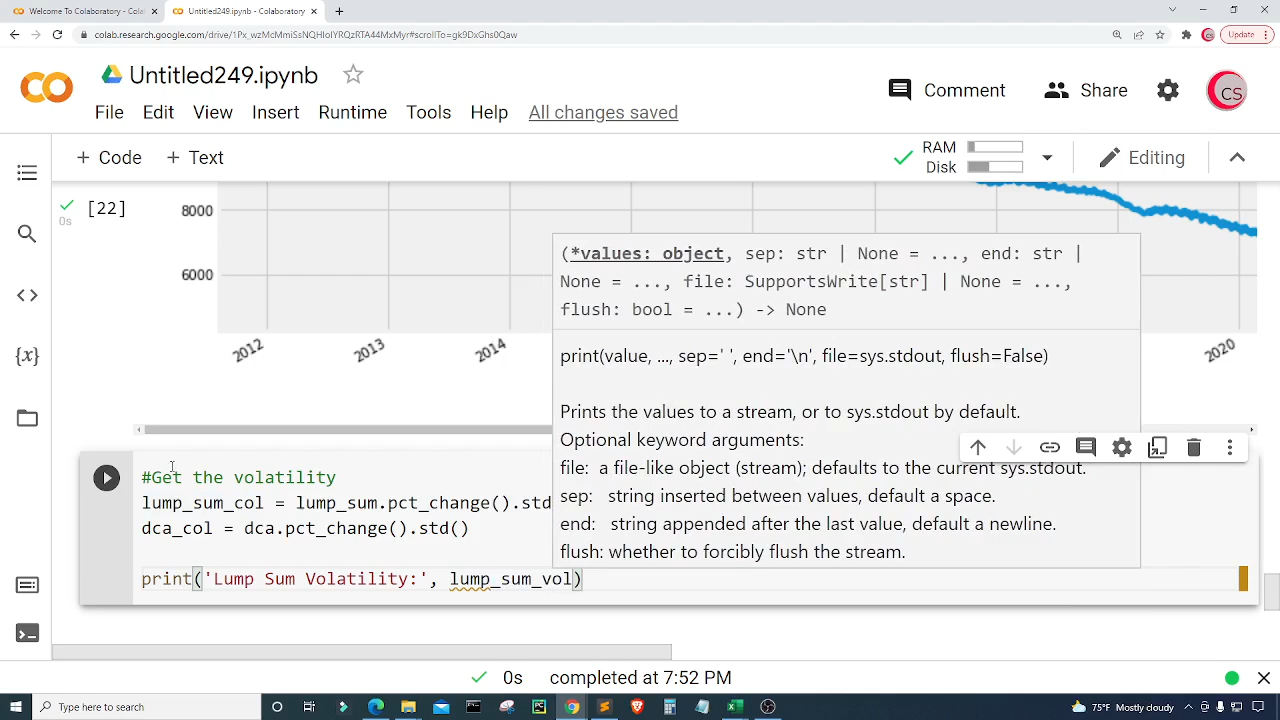 Welcome To Colaboratory - Colab
Untitled249.ipynb - Colaboratory
colab.research.google.com/drive/1Px_wzMcMmiSsNQHIoIYRQzRTA44MxMyr#scrollTo=gk9DxGhs0Qaw
Update
Untitled249.ipynb
Comment
Share
CS
File Edit View Insert Runtime Tools Help All changes saved
+ Code + Text
RAM
Disk
Editing
[22]
0s
8000
6000
2012
2013
2014
2020
(*values: object, sep: str | None = ..., end: str |
None = ..., file: SupportsWrite[str] | None = ...,
flush: bool = ...) -> None
print(value, ..., sep=' ', end='\n', file=sys.stdout, flush=False)
Prints the values to a stream, or to sys.stdout by default.
Optional keyword arguments:
file: a file-like object (stream); defaults to the current sys.stdout.
sep: string inserted between values, default a space.
end: string appended after the last value, default a newline.
flush: whether to forcibly flush the stream.
{x}
#Get the volatility
lump_sum_col = lump_sum.pct_change().std
dca_col = dca.pct_change().std()
print('Lump Sum Volatility:', lump_sum_vol)
0s completed at 7:52 PM
Type here to search
75°F Mostly cloudy